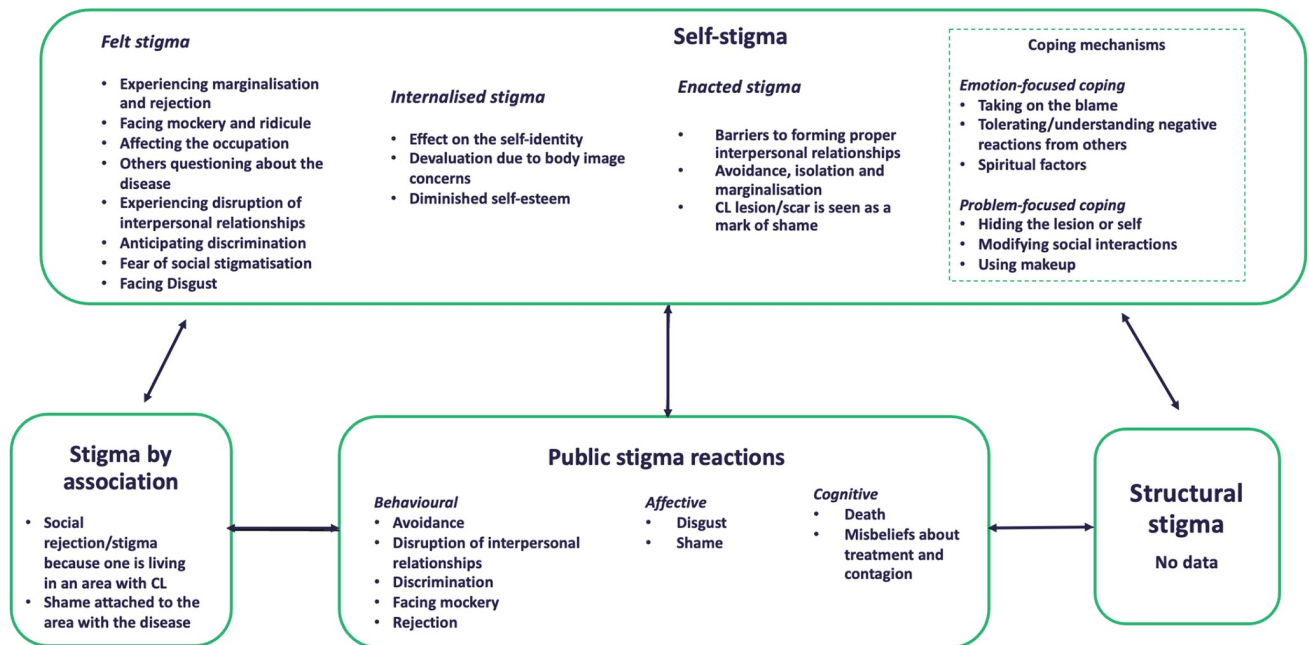 Self-stigma
Felt stigma
• Experiencing marginalisation
and rejection
• Facing mockery and ridicule
• Affecting the occupation
• Others questioning about the
disease
• Experiencing disruption of
interpersonal relationships
• Anticipating discrimination
• Fear of social stigmatisation
• Facing Disgust
Internalised stigma
• Effect on the self-identity
• Devaluation due to body image
concerns
• Diminished self-esteem
Enacted stigma
• Barriers to forming proper
interpersonal relationships
• Avoidance, isolation and
marginalisation
• CL lesion/scar is seen as a
mark of shame
Coping mechanisms
Emotion-focused coping
• Taking on the blame
• Tolerating/understanding negative
reactions from others
• Spiritual factors
Problem-focused coping
• Hiding the lesion or self
• Modifying social interactions
• Using makeup
Stigma by
association
• Social
rejection/stigma
because one is living
in an area with CL
• Shame attached to the
area with the disease
Public stigma reactions
Behavioural
• Avoidance
• Disruption of interpersonal
relationships
• Discrimination
• Facing mockery
• Rejection
Affective
• Disgust
• Shame
Cognitive
• Death
• Misbeliefs about
treatment and
contagion
Structural
stigma
No data